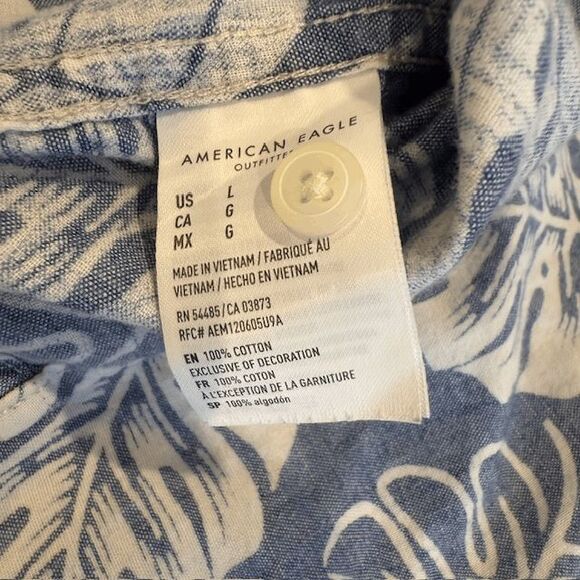 AMERICAN EAGLE
OUTFITTE
US L
CA G
MX G
MADE IN VIETNAM / FABRIQUÉ AU
VIETNAM / HECHO EN VIETNAM
RN 54485 / CA 03873
RFC# AEM120605U9A
EN 100% COTTON
EXCLUSIVE OF DECORATION
FR 100% COTON
À L'EXCEPTION DE LA GARNITURE
SP 100% algodón